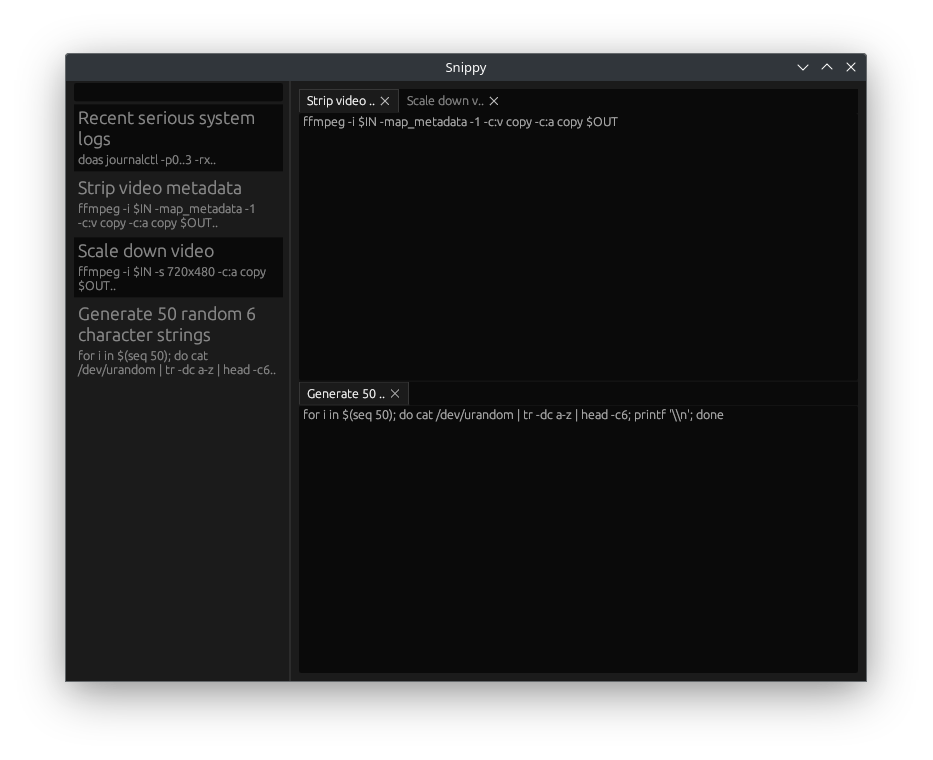 Snippy
Recent serious system
logs
doas journalctl -p0..3 -rx..
Strip video metadata
ffmpeg -i $IN -map_metadata -1
-c:v copy -c:a copy $OUT..
Scale down video
ffmpeg -i $IN -s 720x480 -c:a copy
$OUT..
Generate 50 random 6
character strings
for i in $(seq 50); do cat
/dev/urandom | tr -dc a-z | head -c6..
Strip video .. Scale down v..
ffmpeg -i $IN -map_metadata -1 -c:v copy -c:a copy $OUT
Generate 50 ..
for i in $(seq 50); do cat /dev/urandom | tr -dc a-z | head -c6; printf '\\n'; done